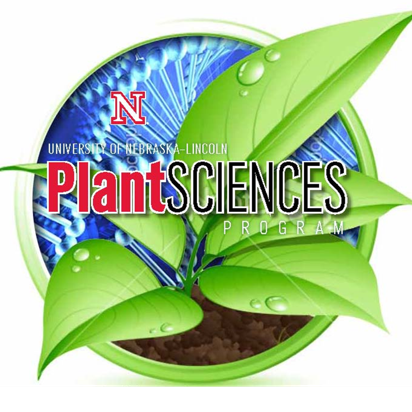 N
UNIVERSITY OF NEBRASKA–LINCOLN
PlantSCIENCES
PROGRAM